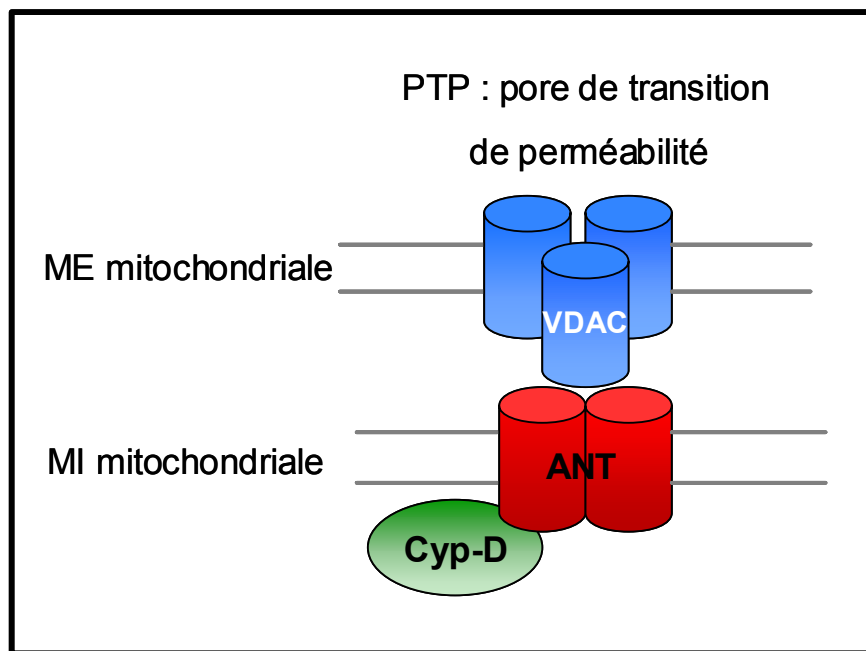 PTP : pore de transition
de perméabilité
ME mitochondriale
VDAC
MI mitochondriale
ANT
Cyp-D